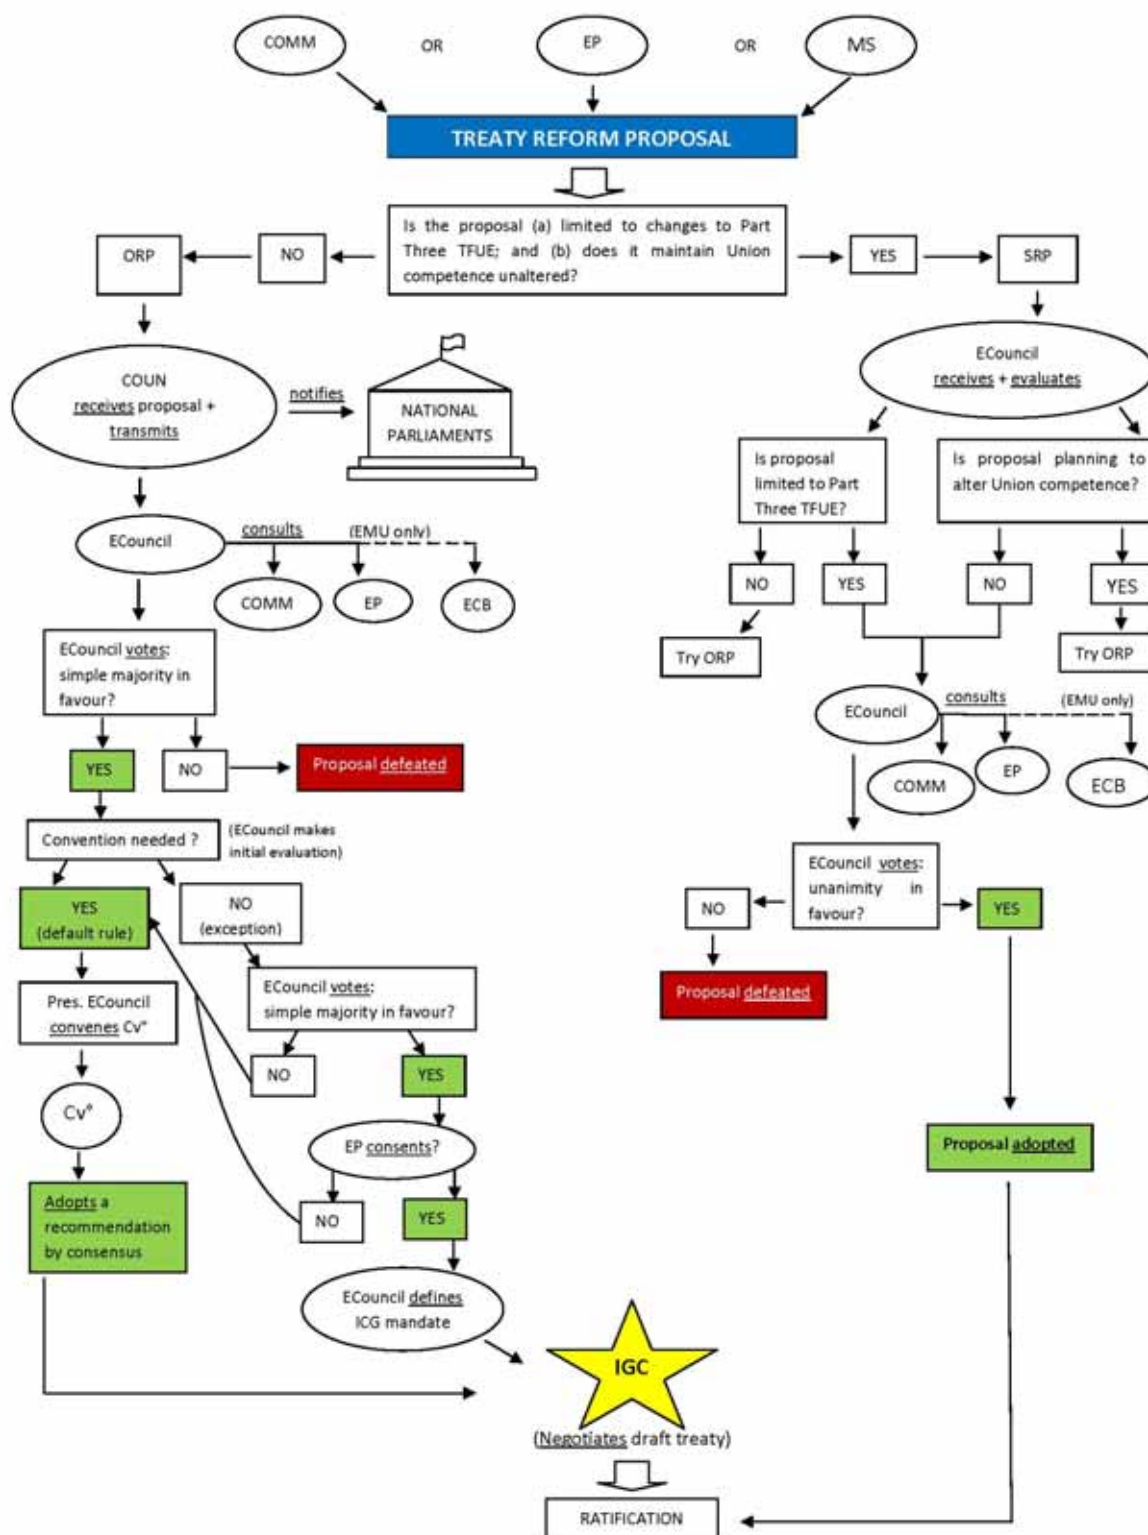 COMM
OR
EP
OR
MS
TREATY REFORM PROPOSAL
Is the proposal (a) limited to changes to Part
Three TFUE; and (b) does it maintain Union
competence unaltered?
ORP
NO
YES
SRP
COUN
receives proposal +
transmits
notifies
NATIONAL
PARLIAMENTS
ECouncil
receives + evaluates
Is proposal
limited to Part
Three TFUE?
Is proposal planning to
alter Union competence?
ECouncil
consults
(EMU only)
COMM
EP
ECB
NO
YES
NO
YES
Try ORP
Try ORP
ECouncil votes:
simple majority in
favour?
ECouncil
consults
(EMU only)
COMM
EP
ECB
YES
NO
Proposal defeated
Convention needed ?
(ECouncil makes
initial evaluation)
ECouncil votes:
unanimity in
favour?
NO
YES
Proposal defeated
YES
(default rule)
NO
(exception)
Pres. ECouncil
convenes Cv°
ECouncil votes:
simple majority in favour?
NO
YES
Cv°
EP consents?
Proposal adopted
Adopts a
recommendation
by consensus
NO
YES
ECouncil defines
ICG mandate
IGC
(Negotiates draft treaty)
RATIFICATION